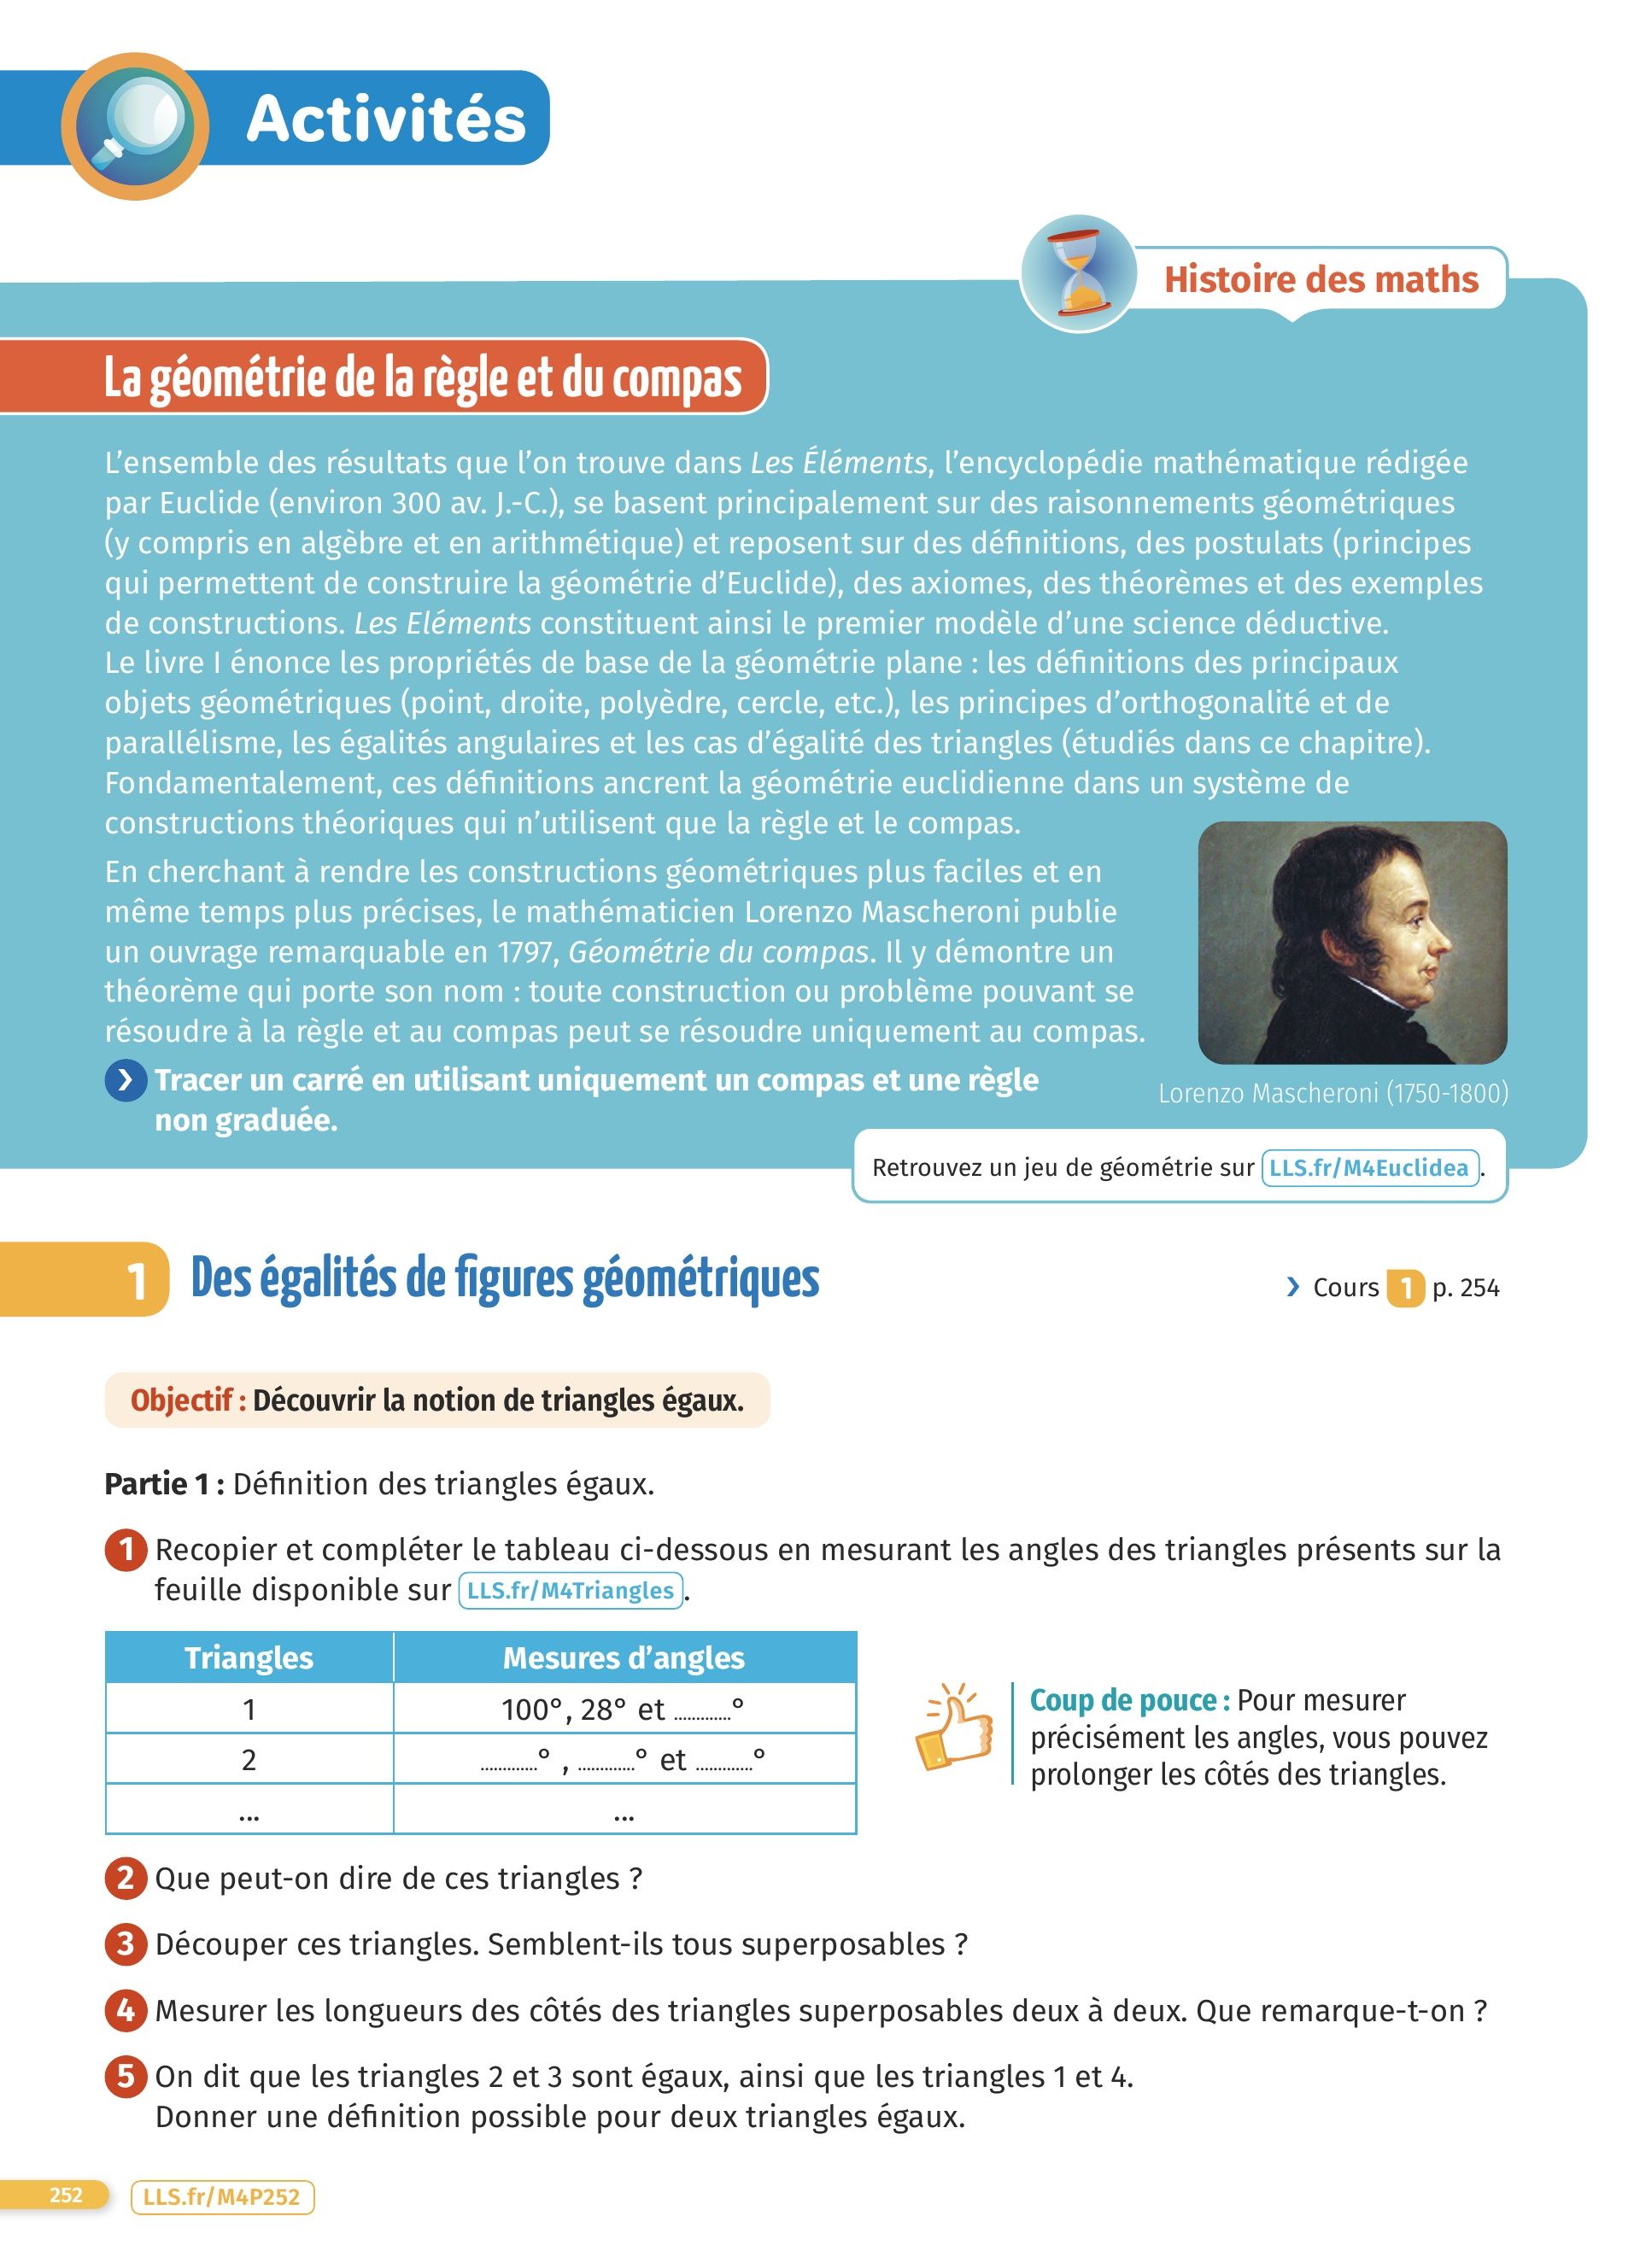 Activités
Histoire des maths
La géométrie de la règle et du compas
L’ensemble des résultats que l’on trouve dans Les Éléments, l’encyclopédie mathématique rédigée
par Euclide (environ 300 av. J.-C.), se basent principalement sur des raisonnements géométriques
(y compris en algèbre et en arithmétique) et reposent sur des définitions, des postulats (principes
qui permettent de construire la géométrie d’Euclide), des axiomes, des théorèmes et des exemples
de constructions. Les Eléments constituent ainsi le premier modèle d’une science déductive.
Le livre I énonce les propriétés de base de la géométrie plane : les définitions des principaux
objets géométriques (point, droite, polyèdre, cercle, etc.), les principes d’orthogonalité et de
parallélisme, les égalités angulaires et les cas d’égalité des triangles (étudiés dans ce chapitre).
Fondamentalement, ces définitions ancrent la géométrie euclidienne dans un système de
constructions théoriques qui n’utilisent que la règle et le compas.
En cherchant à rendre les constructions géométriques plus faciles et en
même temps plus précises, le mathématicien Lorenzo Mascheroni publie
un ouvrage remarquable en 1797, Géométrie du compas. Il y démontre un
théorème qui porte son nom : toute construction ou problème pouvant se
résoudre à la règle et au compas peut se résoudre uniquement au compas.
Tracer un carré en utilisant uniquement un compas et une règle
non graduée.
Lorenzo Mascheroni (1750-1800)
Retrouvez un jeu de géométrie sur LLS.fr/M4Euclidea .
1 Des égalités de figures géométriques
› Cours 1 p. 254
Objectif : Découvrir la notion de triangles égaux.
Partie 1 : Définition des triangles égaux.
1 Recopier et compléter le tableau ci-dessous en mesurant les angles des triangles présents sur la
feuille disponible sur LLS.fr/M4Triangles .
Triangles Mesures d’angles
1 100°, 28° et .............°
2 .............° , .............° et .............°
... ...
Coup de pouce : Pour mesurer
précisément les angles, vous pouvez
prolonger les côtés des triangles.
2 Que peut-on dire de ces triangles ?
3 Découper ces triangles. Semblent-ils tous superposables ?
4 Mesurer les longueurs des côtés des triangles superposables deux à deux. Que remarque-t-on ?
5 On dit que les triangles 2 et 3 sont égaux, ainsi que les triangles 1 et 4.
Donner une définition possible pour deux triangles égaux.
252 LLS.fr/M4P252